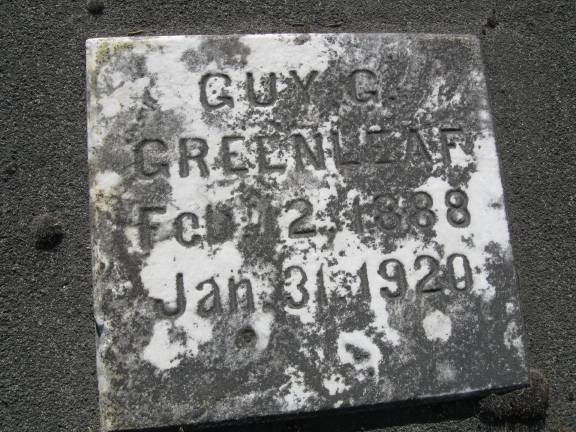 GUY G.
GREENLEAF
Feb. 12, 1888
Jan. 31, 1920